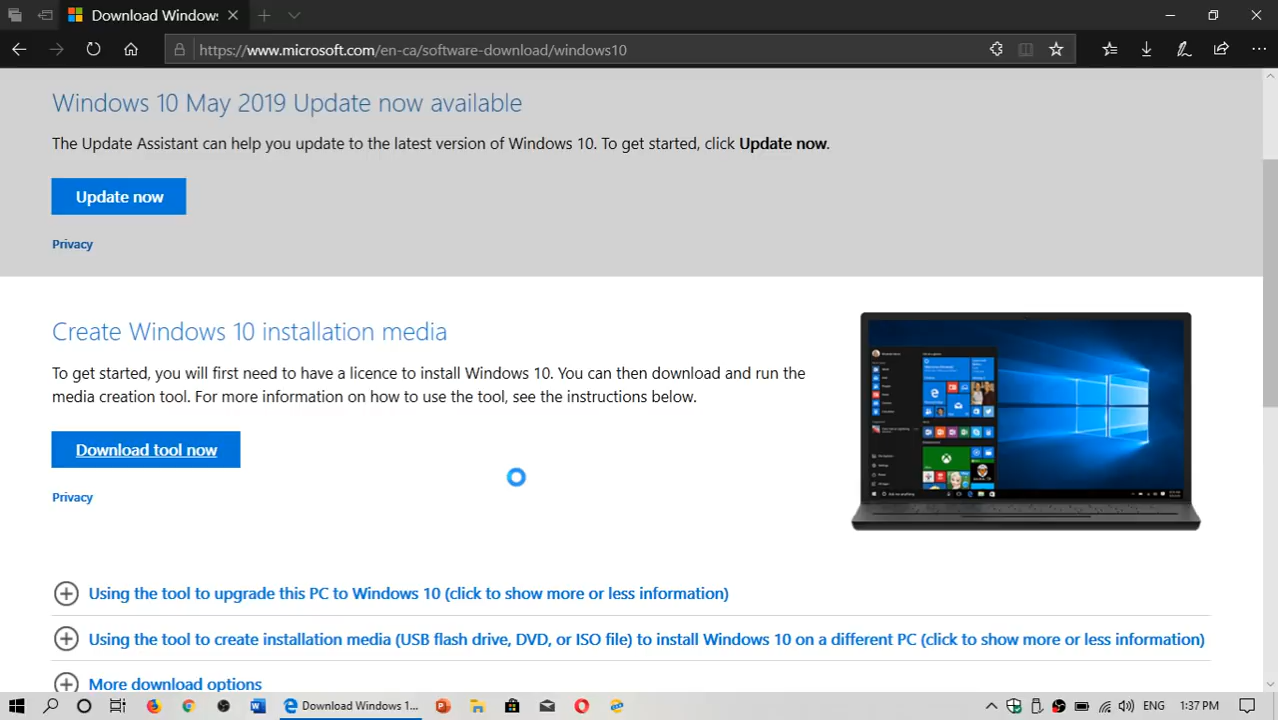 Download Windows
https://www.microsoft.com/en-ca/software-download/windows10
Windows 10 May 2019 Update now available
The Update Assistant can help you update to the latest version of Windows 10. To get started, click Update now.
Update now
Privacy
Create Windows 10 installation media
To get started, you will first need to have a licence to install Windows 10. You can then download and run the
media creation tool. For more information on how to use the tool, see the instructions below.
Download tool now
Privacy
Using the tool to upgrade this PC to Windows 10 (click to show more or less information)
Using the tool to create installation media (USB flash drive, DVD, or ISO file) to install Windows 10 on a different PC (click to show more or less information)
More download options
Download Windows 1...
ENG
1:37 PM